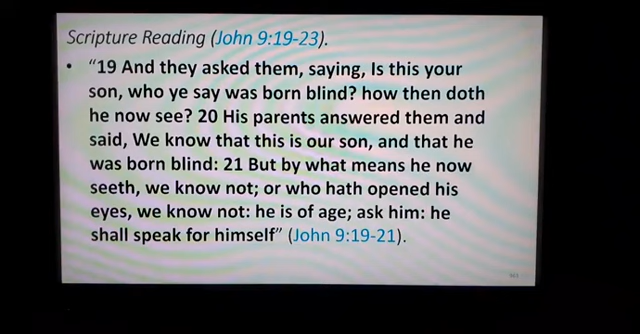 Scripture Reading (John 9:19-23).
• “19 And they asked them, saying, Is this your
son, who ye say was born blind? how then doth
he now see? 20 His parents answered them and
said, We know that this is our son, and that he
was born blind: 21 But by what means he now
seeth, we know not; or who hath opened his
eyes, we know not: he is of age; ask him: he
shall speak for himself” (John 9:19-21).